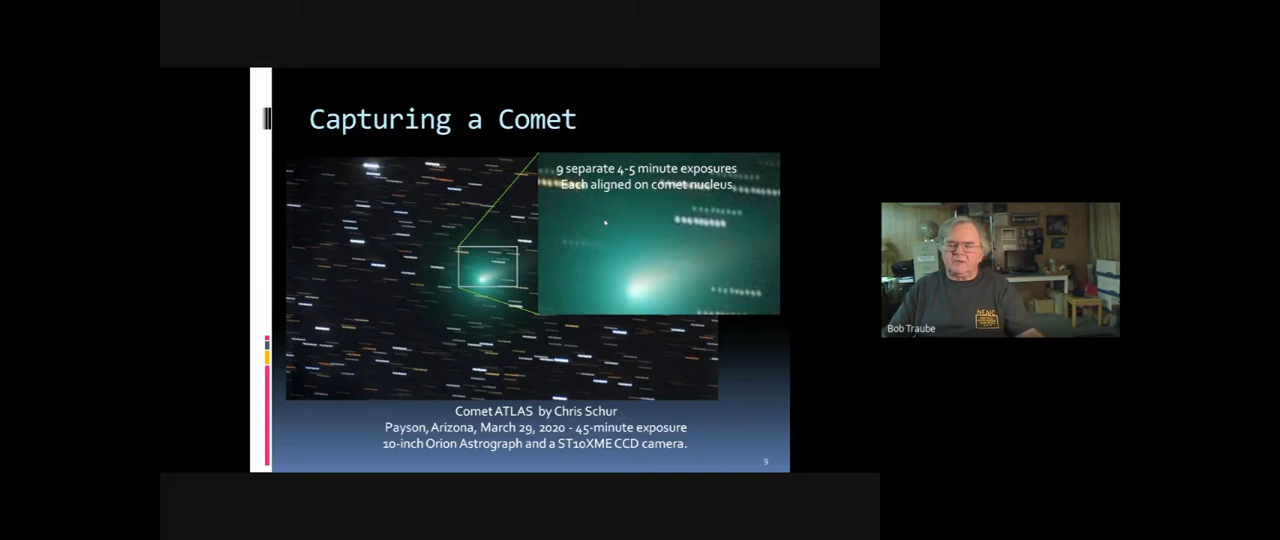 Capturing a Comet
9 separate 4-5 minute exposures
Each aligned on comet nucleus
Comet ATLAS by Chris Schur
Payson, Arizona, March 29, 2020 - 45-minute exposure
10-inch Orion Astrograph and a ST10XME CCD camera.
9
NEAIC
Bob Traube